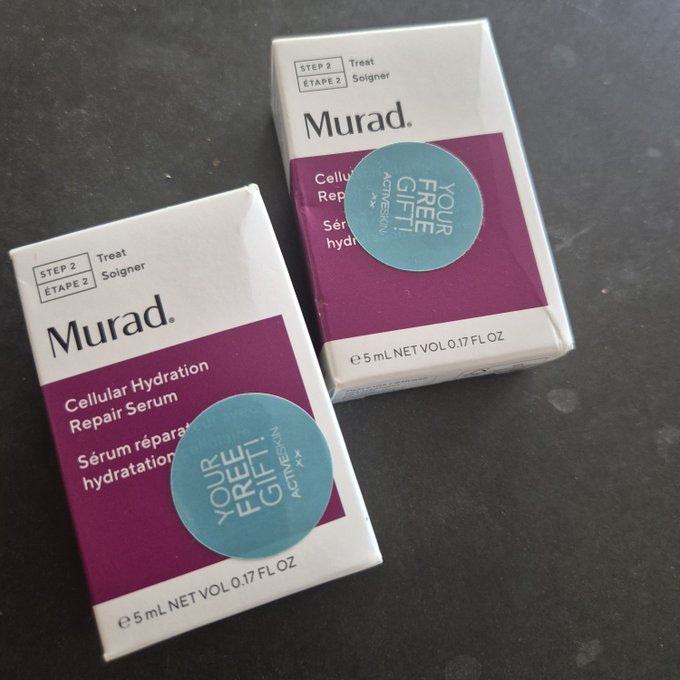 STEP 2
ÉTAPE 2
Treat
Soigner
Murad.
Cellular Hydration
Repair Serum
Sérum
hydratation
YOUR
FREE
GIFT!
ACTIVESKIN
xx
e 5 mL NET VOL 0.17 FL OZ
STEP 2
ÉTAPE 2
Treat
Soigner
Murad.
YOUR
FREE
GIFT!
ACTIVESKIN
xx
e 5 mL NET VOL 0.17 FL OZ